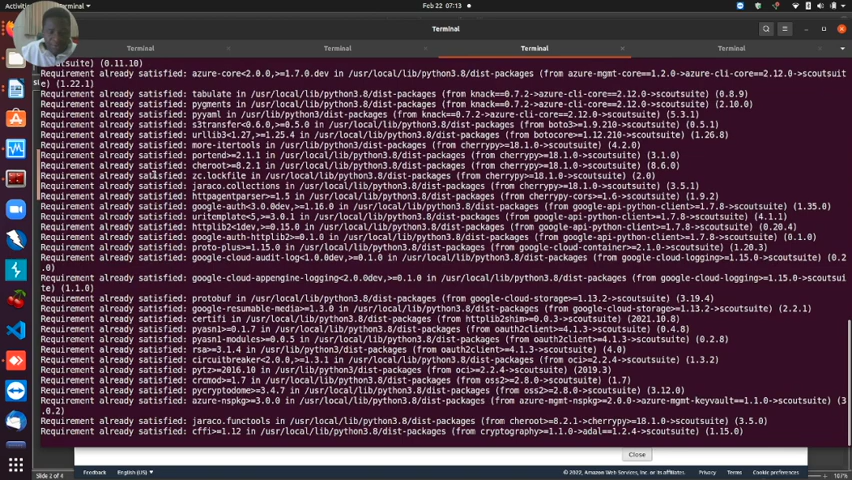 Activities
Terminal
Feb 22 07:13
Terminal
Terminal Terminal Terminal Terminal
outsuite) (0.11.10)
Requirement already satisfied: azure-core<2.0.0,>=1.7.0.dev in /usr/local/lib/python3.8/dist-packages (from azure-mgmt-core==1.2.0->azure-cli-core==2.12.0->scoutsui
te) (1.22.1)
Requirement already satisfied: tabulate in /usr/local/lib/python3.8/dist-packages (from knack==0.7.2->azure-cli-core==2.12.0->scoutsuite) (0.8.9)
Requirement already satisfied: pygments in /usr/local/lib/python3.8/dist-packages (from knack==0.7.2->azure-cli-core==2.12.0->scoutsuite) (2.10.0)
Requirement already satisfied: pyyaml in /usr/lib/python3/dist-packages (from knack==0.7.2->azure-cli-core==2.12.0->scoutsuite) (5.3.1)
Requirement already satisfied: s3transfer<0.6.0,>=0.5.0 in /usr/local/lib/python3.8/dist-packages (from boto3>=1.9.210->scoutsuite) (0.5.1)
Requirement already satisfied: urllib3<1.27,>=1.25.4 in /usr/local/lib/python3.8/dist-packages (from botocore>=1.12.210->scoutsuite) (1.26.8)
Requirement already satisfied: more-itertools in /usr/lib/python3/dist-packages (from cherrypy>=18.1.0->scoutsuite) (4.2.0)
Requirement already satisfied: portend>=2.1.1 in /usr/local/lib/python3.8/dist-packages (from cherrypy>=18.1.0->scoutsuite) (3.1.0)
Requirement already satisfied: cheroot>=8.2.1 in /usr/local/lib/python3.8/dist-packages (from cherrypy>=18.1.0->scoutsuite) (8.6.0)
Requirement already satisfied: zc.lockfile in /usr/local/lib/python3.8/dist-packages (from cherrypy>=18.1.0->scoutsuite) (2.0)
Requirement already satisfied: jaraco.collections in /usr/local/lib/python3.8/dist-packages (from cherrypy>=18.1.0->scoutsuite) (3.5.1)
Requirement already satisfied: httpagentparser>=1.5 in /usr/local/lib/python3.8/dist-packages (from cherrypy-cors>=1.6->scoutsuite) (1.9.2)
Requirement already satisfied: google-auth<3.0.0dev,>=1.16.0 in /usr/local/lib/python3.8/dist-packages (from google-api-python-client>=1.7.8->scoutsuite) (1.35.0)
Requirement already satisfied: uritemplate<5,>=3.0.1 in /usr/local/lib/python3.8/dist-packages (from google-api-python-client>=1.7.8->scoutsuite) (4.1.1)
Requirement already satisfied: httplib2<1dev,>=0.15.0 in /usr/local/lib/python3.8/dist-packages (from google-api-python-client>=1.7.8->scoutsuite) (0.20.4)
Requirement already satisfied: google-auth-httplib2>=0.1.0 in /usr/local/lib/python3.8/dist-packages (from google-api-python-client>=1.7.8->scoutsuite) (0.1.0)
Requirement already satisfied: proto-plus>=1.15.0 in /usr/local/lib/python3.8/dist-packages (from google-cloud-container>=2.1.0->scoutsuite) (1.20.3)
Requirement already satisfied: google-cloud-audit-log<1.0.0dev,>=0.1.0 in /usr/local/lib/python3.8/dist-packages (from google-cloud-logging>=1.15.0->scoutsuite) (0.2
.0)
Requirement already satisfied: google-cloud-appengine-logging<2.0.0dev,>=0.1.0 in /usr/local/lib/python3.8/dist-packages (from google-cloud-logging>=1.15.0->scoutsui
te) (1.1.0)
Requirement already satisfied: protobuf in /usr/local/lib/python3.8/dist-packages (from google-cloud-storage>=1.13.2->scoutsuite) (3.19.4)
Requirement already satisfied: google-resumable-media>=1.3.0 in /usr/local/lib/python3.8/dist-packages (from google-cloud-storage>=1.13.2->scoutsuite) (2.2.1)
Requirement already satisfied: certifi in /usr/local/lib/python3.8/dist-packages (from httplib2shim>=0.0.3->scoutsuite) (2021.10.8)
Requirement already satisfied: pyasn1>=0.1.7 in /usr/local/lib/python3.8/dist-packages (from oauth2client>=4.1.3->scoutsuite) (0.4.8)
Requirement already satisfied: pyasn1-modules>=0.0.5 in /usr/local/lib/python3.8/dist-packages (from oauth2client>=4.1.3->scoutsuite) (0.2.8)
Requirement already satisfied: rsa>=3.1.4 in /usr/local/lib/python3.8/dist-packages (from oauth2client>=4.1.3->scoutsuite) (4.0)
Requirement already satisfied: circuitbreaker<2.0.0,>=1.3.1 in /usr/local/lib/python3.8/dist-packages (from oci>=2.2.4->scoutsuite) (1.3.2)
Requirement already satisfied: pytz>=2016.10 in /usr/lib/python3/dist-packages (from oci>=2.2.4->scoutsuite) (2019.3)
Requirement already satisfied: crcmod>=1.7 in /usr/local/lib/python3.8/dist-packages (from oss2>=2.8.0->scoutsuite) (1.7)
Requirement already satisfied: pycryptodome>=3.4.7 in /usr/local/lib/python3.8/dist-packages (from oss2>=2.8.0->scoutsuite) (3.12.0)
Requirement already satisfied: azure-nspkg>=3.0.0 in /usr/local/lib/python3.8/dist-packages (from azure-mgmt-nspkg>=2.0.0->azure-mgmt-keyvault==1.1.0->scoutsuite) (3
.0.2)
Requirement already satisfied: jaraco.functools in /usr/local/lib/python3.8/dist-packages (from cheroot>=8.2.1->cherrypy>=18.1.0->scoutsuite) (3.5.0)
Requirement already satisfied: cffi>=1.12 in /usr/local/lib/python3.8/dist-packages (from cryptography>=1.1.0->adal>=1.2.4->scoutsuite) (1.15.0)
Close
Feedback English (US) © 2022, Amazon Web Services, Inc. or its affiliates. Privacy Terms Cookie preferences
Slide 2 of 4
107%